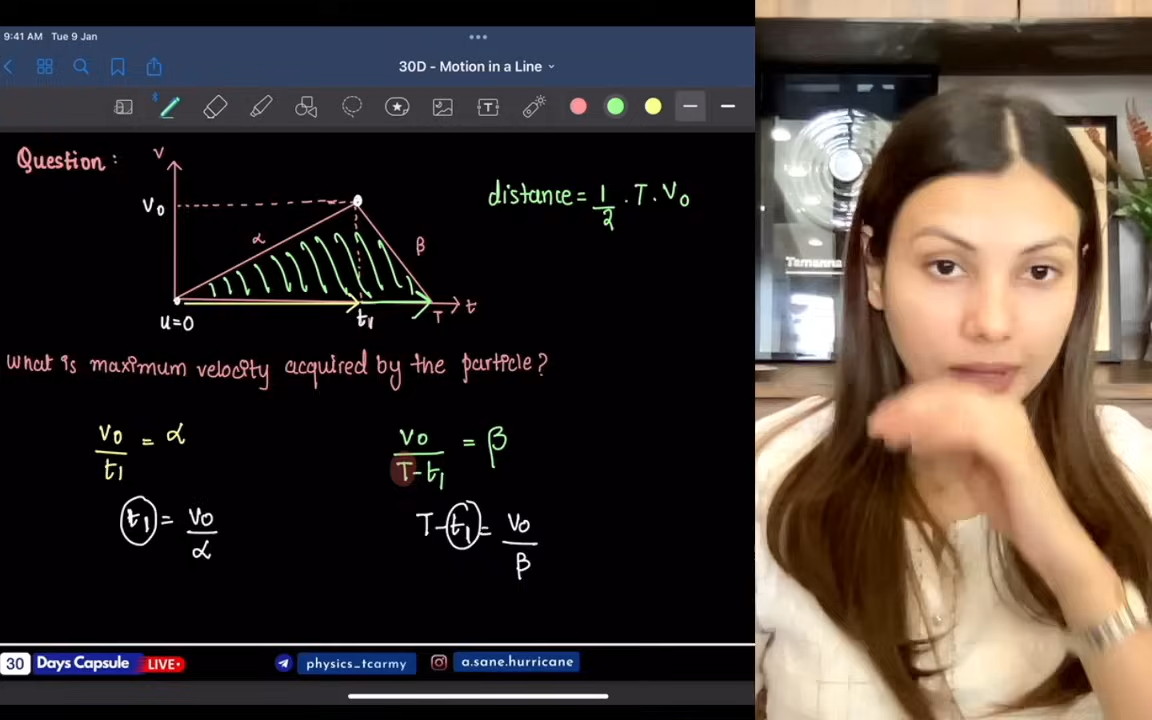 9:41 AM Tue 9 Jan
30D - Motion in a Line
Question:
V
V₀
α
β
u=0
t₁
T
t
distance = 1/2 . T . V₀
What is maximum velocity acquired by the particle?
V₀/t₁ = α
V₀/(T-t₁) = β
t₁ = V₀/α
T-t₁ = V₀/β
Tamanna
30 Days Capsule LIVE
physics_tcarmy
a.sane.hurricane